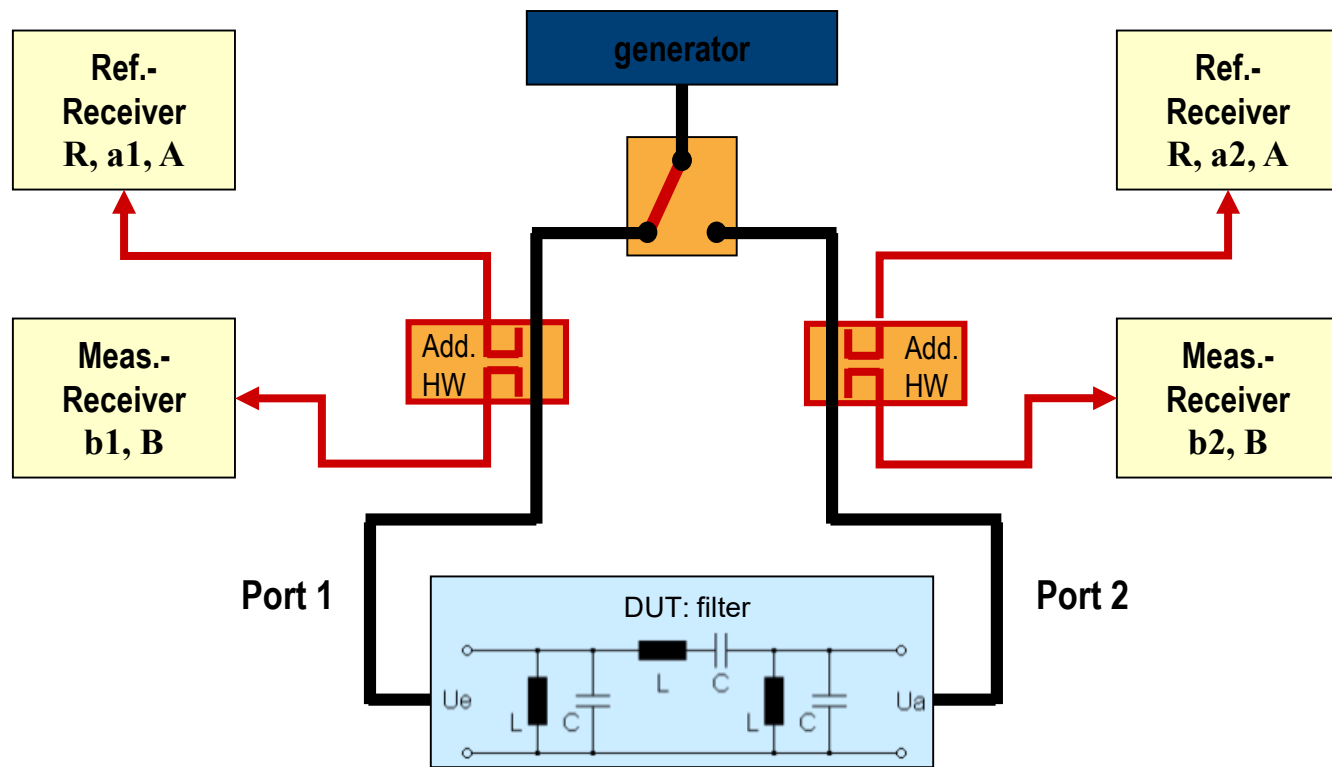 generator
Ref.-
Receiver
R, a1, A
Ref.-
Receiver
R, a2, A
Add.
HW
Add.
HW
Meas.-
Receiver
b1, B
Meas.-
Receiver
b2, B
Port 1
Port 2
DUT: filter
L
C
Ue
L
C
L
C
Ua